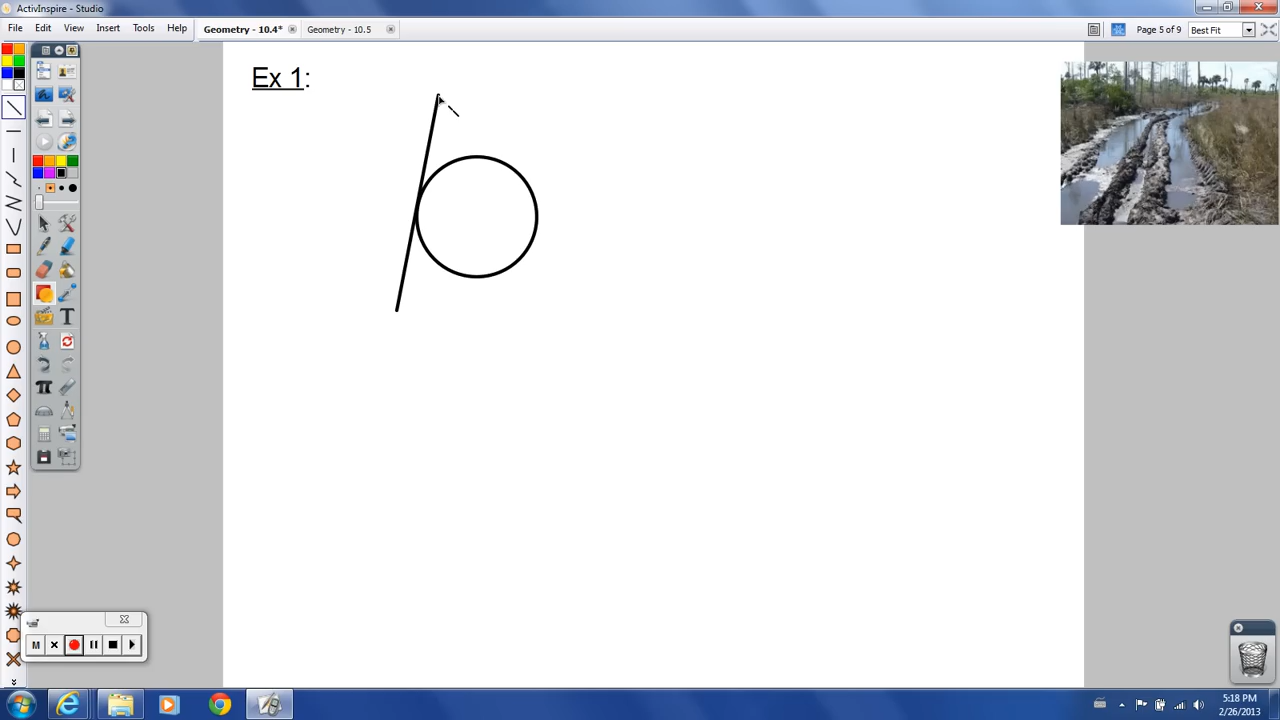 ActivInspire - Studio
File Edit View Insert Tools Help
Geometry - 10.4* Geometry - 10.5
Page 5 of 9 Best Fit
Ex 1:
M
5:18 PM
2/26/2013